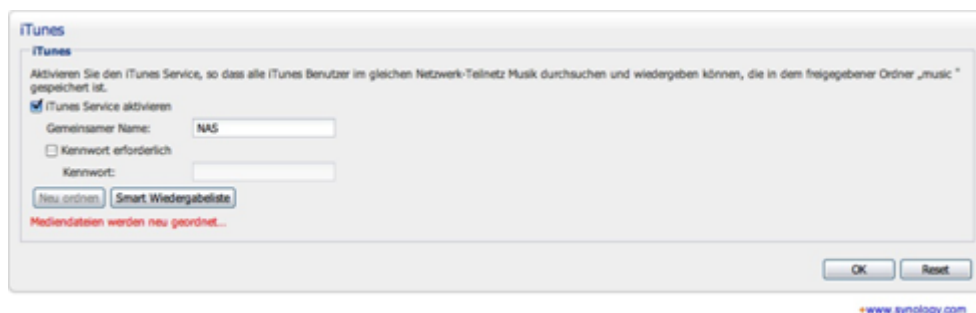 iTunes
iTunes
Aktivieren Sie den iTunes Service, so dass alle iTunes Benutzer im gleichen Netzwerk-Teilnetz Musik durchsuchen und wiedergeben können, die in dem freigegebener Ordner „music "
gespeichert ist.
iTunes Service aktivieren
Gemeinsamer Name: NAS
Kennwort erforderlich
Kennwort:
Neu ordnen Smart Wiedergabeliste
Mediendateien werden neu geordnet...
OK Reset
www.synology.com